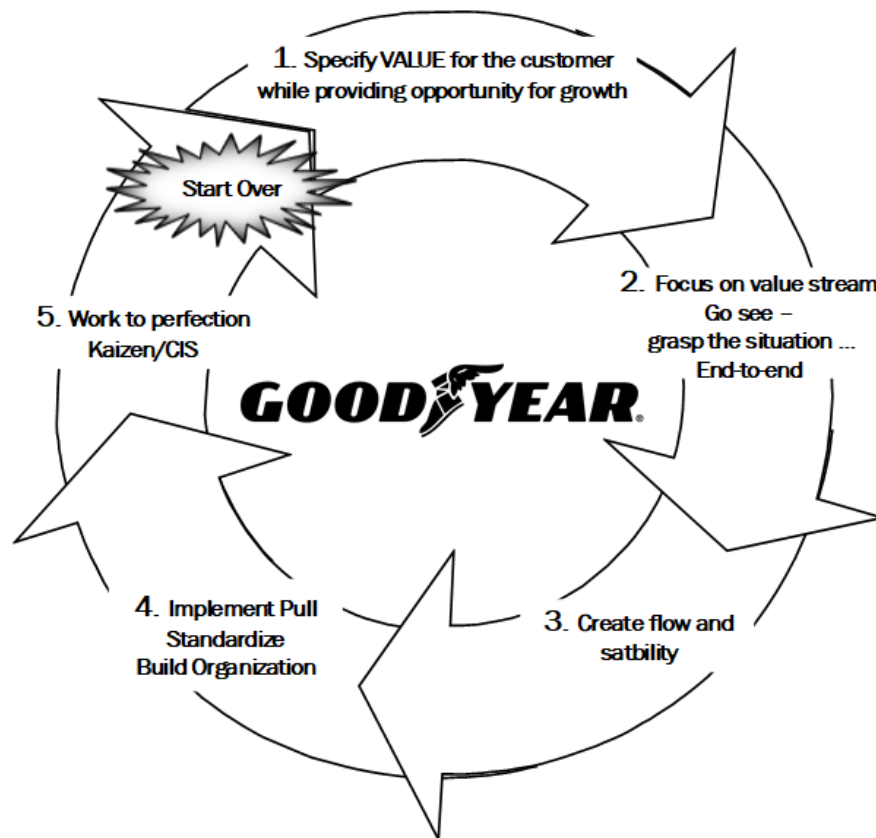 1. Specify VALUE for the customer
while providing opportunity for growth
Start Over
2. Focus on value stream
Go see –
grasp the situation ...
End-to-end
5. Work to perfection
Kaizen/CIS
GOODYEAR®
4. Implement Pull
Standardize
Build Organization
3. Create flow and
satbility